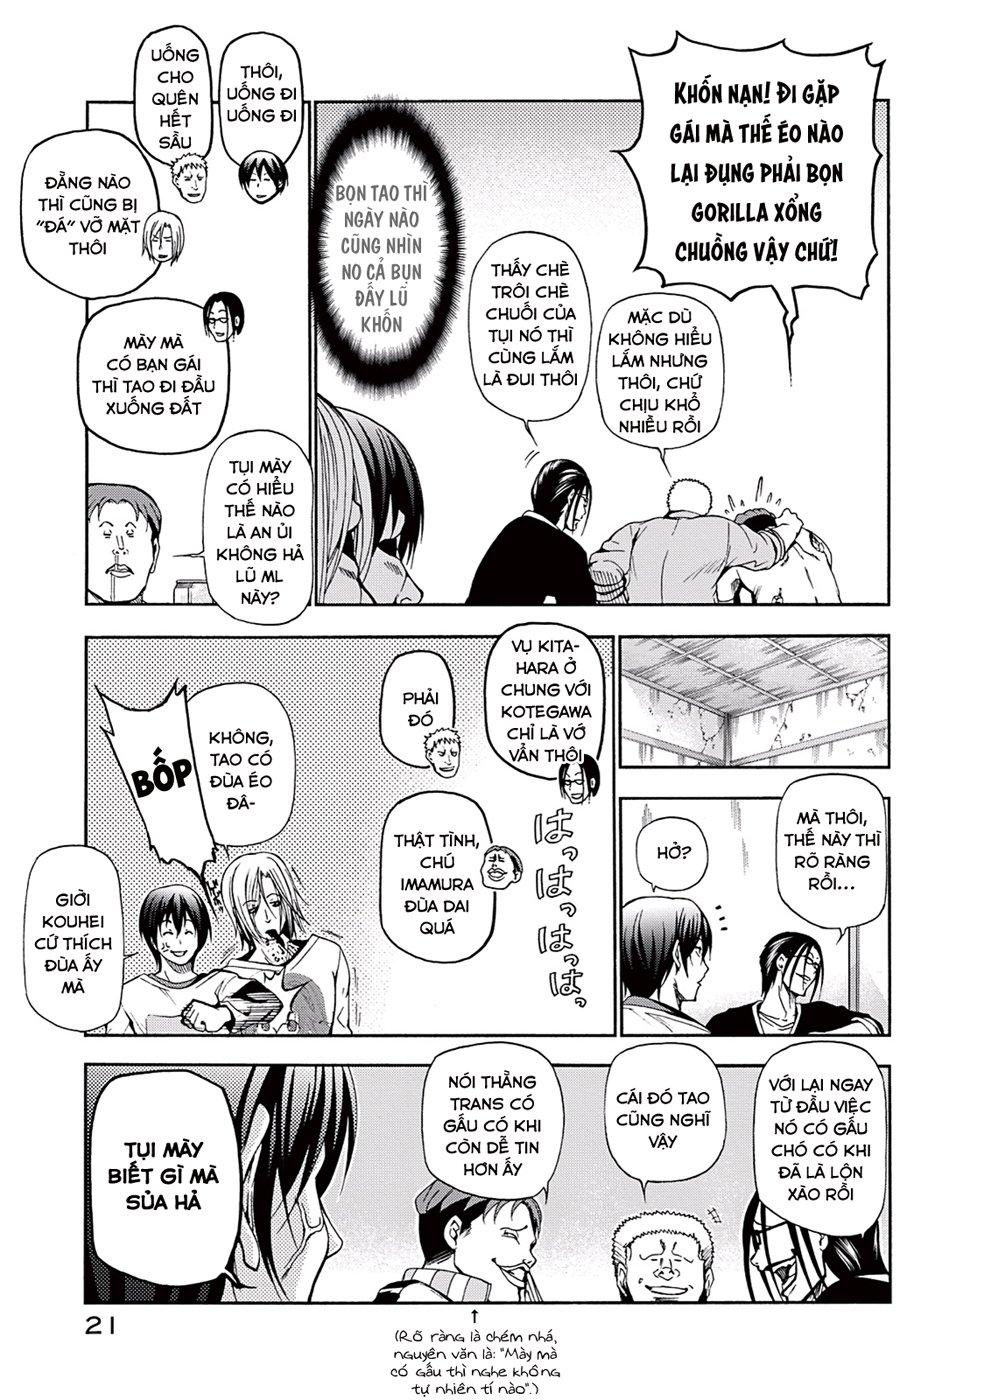 KHỐN NẠN! ĐI GẶP
GÁI MÀ THẾ ÉO NÀO
LẠI ĐỤNG PHẢI BỌN
GORILLA XỔNG
CHUỒNG VẬY CHỨ!
MẶC DÙ
KHÔNG HIỂU
LẮM NHƯNG
THÔI, CHỨ
CHỊU KHỔ
NHIỀU RỒI
THẤY CHÈ
TRÔI CHÈ
CHUỐI CỦA
TỤI NÓ THÌ
CÙNG LẮM
LÀ ĐUI THÔI
BỌN TAO THÌ
NGÀY NÀO
CŨNG NHÌN
NO CẢ BỤN
ĐẤY LŨ
KHỐN
THÔI,
UỐNG ĐI
UỐNG ĐI
UỐNG
CHO
QUÊN
HẾT
SẦU
ĐẰNG NÀO
THÌ CŨNG BỊ
"ĐÁ" VỠ MẶT
THÔI
MÀY MÀ
CÓ BẠN GÁI
THÌ TAO ĐI ĐẦU
XUỐNG ĐẤT
TỤI MÀY
CÓ HIỂU
THẾ NÀO
LÀ AN ỦI
KHÔNG HẢ
LŨ ML
NÀY?
MÀ THÔI,
THẾ NÀY THÌ
RÕ RÀNG
RỒI...
HỞ?
VỤ KITA-
HARA Ở
CHUNG VỚI
KOTEGAWA
CHỈ LÀ VỚ
VẨN THÔI
PHẢI
ĐÓ
THẬT TÌNH,
CHÚ
IMAMURA
ĐÙA DAI
QUÁ
はっはっはっはっ
KHÔNG,
TAO CÓ
ĐÙA ÉO
ĐÂ-
BỐP
GIỜI
KOUHEI
CỨ THÍCH
ĐÙA ẤY
MÀ
VỚI LẠI NGAY
TỪ ĐẦU VIỆC
NÓ CÓ GẤU
CHÓ CÓ KHI
ĐÃ LÀ LỘN
XÀO RỒI
CÁI ĐÓ TAO
CŨNG NGHĨ
VẬY
NÓI THẰNG
TRANS CÓ
GẤU CÓ KHI
CÒN DỄ TIN
HƠN ẤY
TỤI MÀY
BIẾT GÌ MÀ
SỦA HẢ
(Rõ ràng là chém nhá,
nguyên văn là: "Mày mà
có gấu thì nghe không
tự nhiên tí nào".)
21